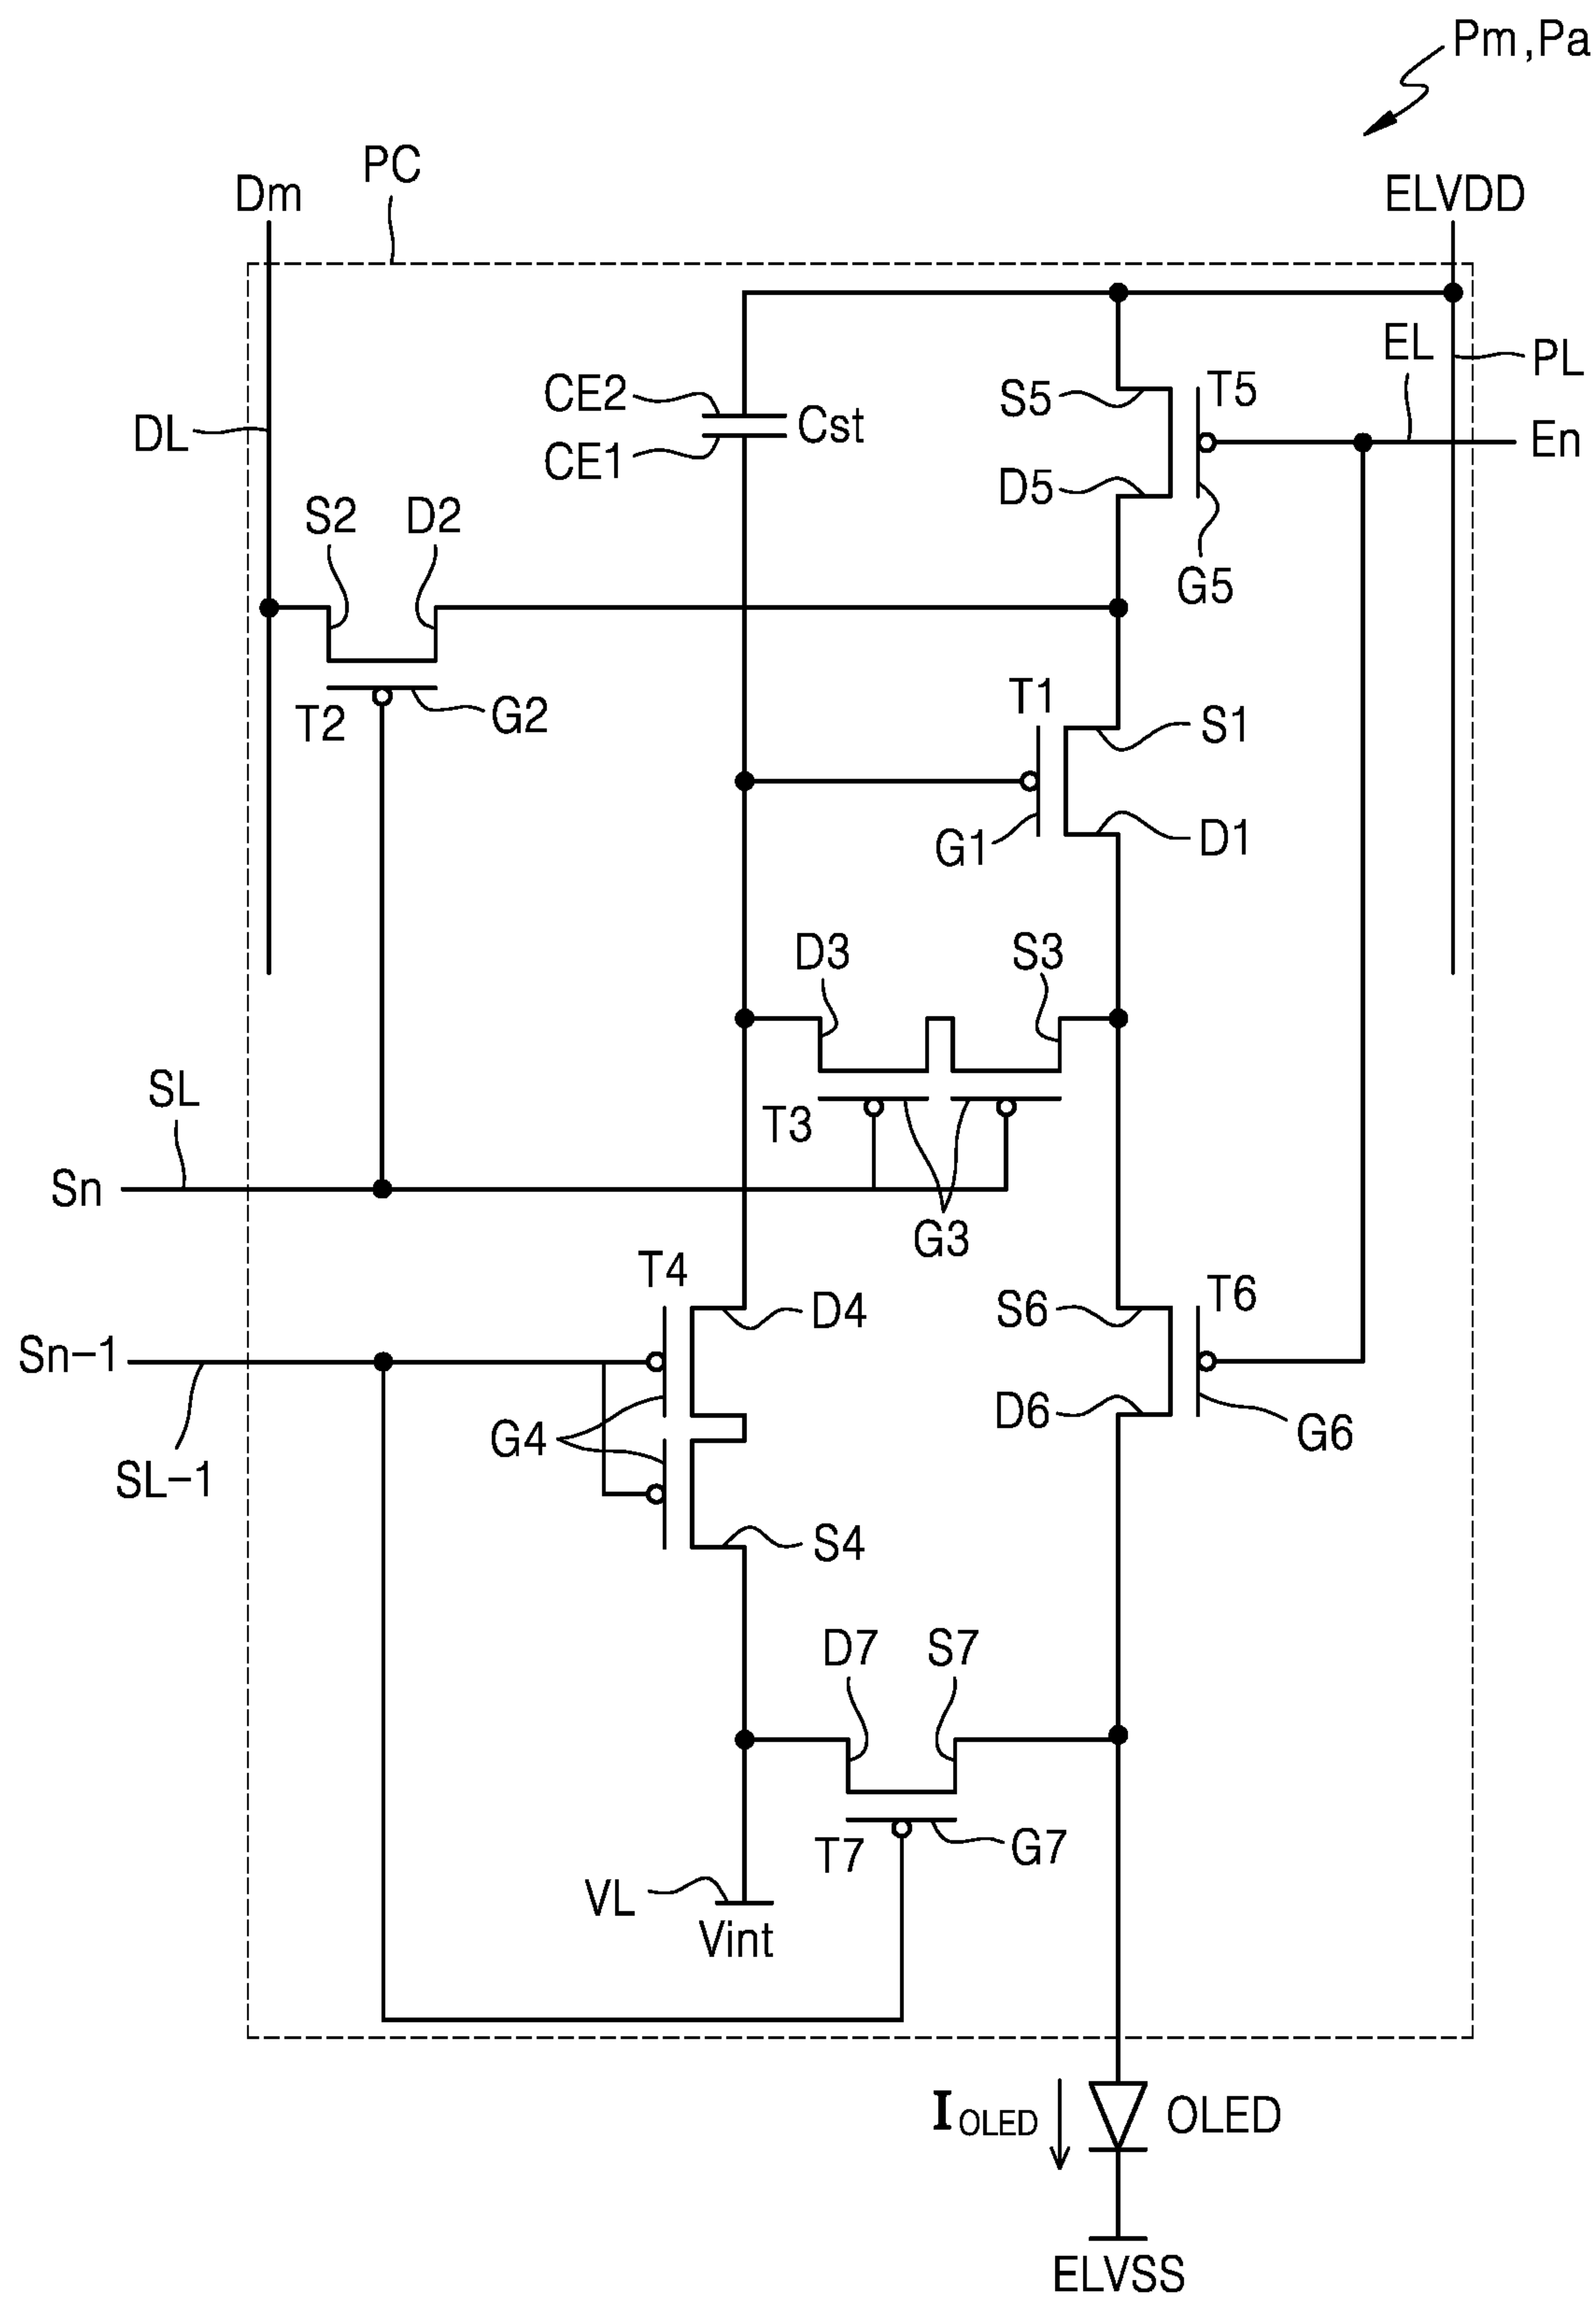 Pm,Pa
PC
Dm
ELVDD
EL
PL
CE2
S5
T5
DL
Cst
En
CE1
D5
S2
D2
G5
T1
T2
G2
S1
G1
D1
D3
S3
SL
T3
Sn
G3
T4
D4
S6
T6
Sn-1
D6
G4
G6
SL-1
S4
D7
S7
T7
G7
VL
Vint
IOLED
OLED
ELVSS